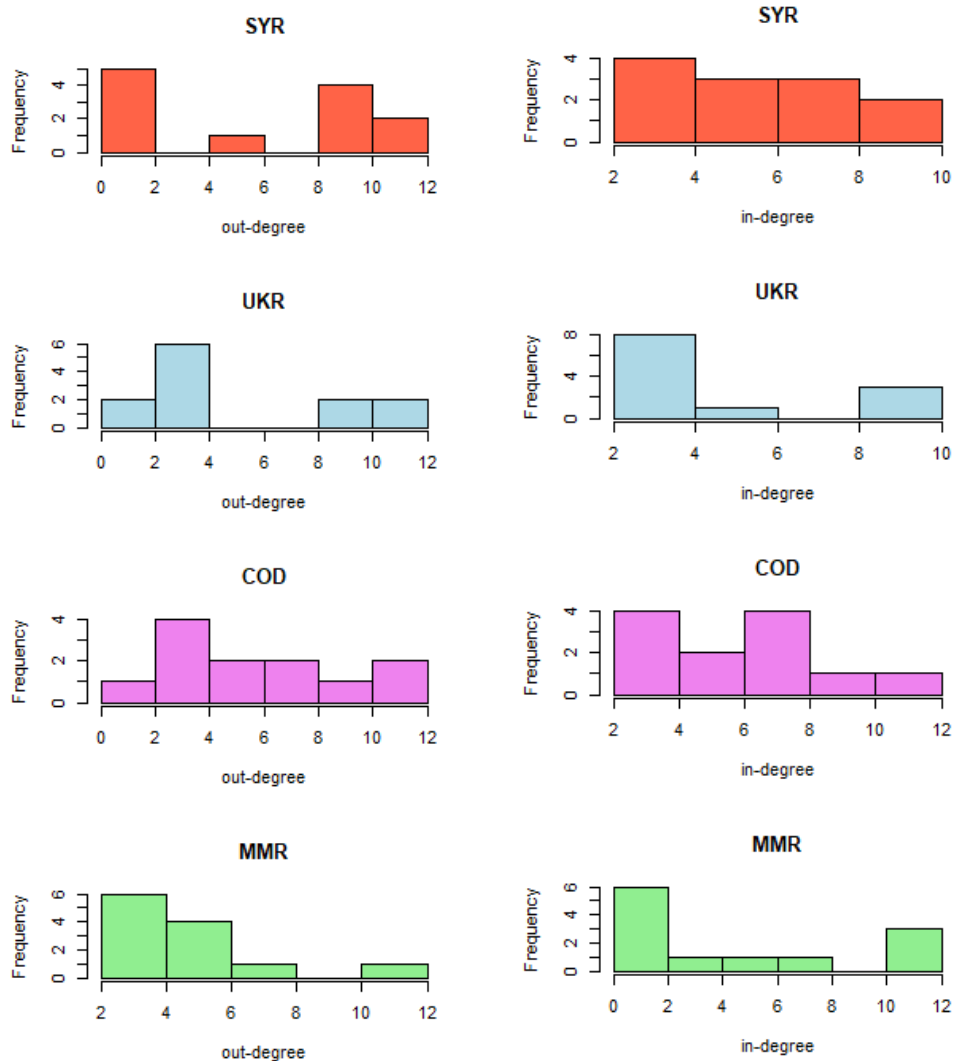 SYR
Frequency
0 2 4
0 2 4 6 8 10 12
out-degree
SYR
Frequency
0 2 4
2 4 6 8 10
in-degree
UKR
Frequency
0 2 4 6
0 2 4 6 8 10 12
out-degree
UKR
Frequency
0 4 8
2 4 6 8 10
in-degree
COD
Frequency
0 2 4
0 2 4 6 8 10 12
out-degree
COD
Frequency
0 2 4
2 4 6 8 10 12
in-degree
MMR
Frequency
0 2 4 6
2 4 6 8 10 12
out-degree
MMR
Frequency
0 2 4 6
0 2 4 6 8 10 12
in-degree